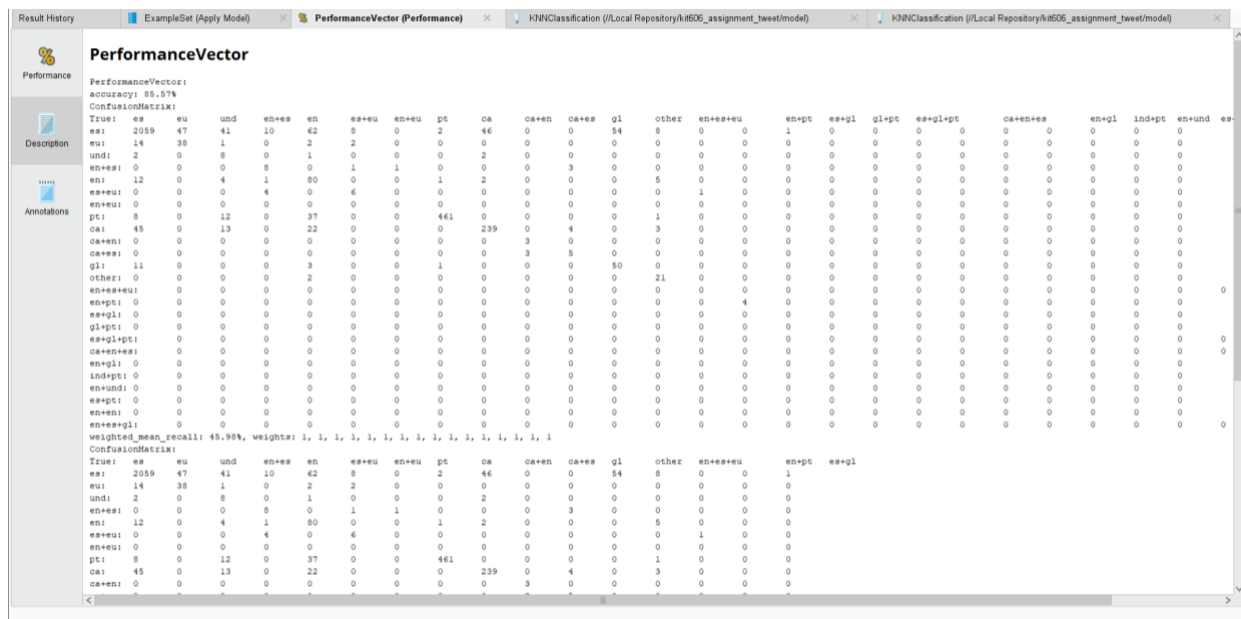 Result History	ExampleSet (Apply Model)	PerformanceVector (Performance)	KNNClassification (//Local Repository/kit606_assignment_tweet/model)	KNNClassification (//Local Repository/kit606_assignment_tweet/model)
Performance
Description
Annotations
PerformanceVector
PerformanceVector:
accuracy: 85.57%
ConfusionMatrix:
True:	es	eu	und	en+es	en	es+eu	en+eu	pt	ca	ca+en	ca+es	gl	other	en+es+eu	en+pt	es+gl	gl+pt	es+gl+pt	ca+en+es	en+gl	ind+pt	en+und	es-
es:	2059	47	41	10	62	8	0	2	46	0	0	54	8	0	0	1	0	0	0	0	0	0	0	0	0
eu:	14	38	1	0	2	2	0	0	0	0	0	0	0	0	0	0	0	0	0	0	0	0	0	0	0
und:	2	0	8	0	1	0	0	0	2	0	0	0	0	0	0	0	0	0	0	0	0	0	0	0	0
en+es:	0	0	0	8	0	1	1	0	0	0	3	0	0	0	0	0	0	0	0	0	0	0	0	0	0
en:	12	0	4	1	80	0	0	1	2	0	0	0	5	0	0	0	0	0	0	0	0	0	0	0	0
es+eu:	0	0	0	4	0	6	0	0	0	0	0	0	0	1	0	0	0	0	0	0	0	0	0	0	0
en+eu:	0	0	0	0	0	0	0	0	0	0	0	0	0	0	0	0	0	0	0	0	0	0	0	0	0
pt:	8	0	12	0	37	0	0	461	0	0	0	0	1	0	0	0	0	0	0	0	0	0	0	0	0
ca:	45	0	13	0	22	0	0	0	239	0	4	0	3	0	0	0	0	0	0	0	0	0	0	0	0
ca+en:	0	0	0	0	0	0	0	0	0	3	0	0	0	0	0	0	0	0	0	0	0	0	0	0	0
ca+es:	0	0	0	0	0	0	0	0	0	3	5	0	0	0	0	0	0	0	0	0	0	0	0	0	0
gl:	11	0	0	0	3	0	0	1	0	0	0	50	0	0	0	0	0	0	0	0	0	0	0	0	0
other:	0	0	0	0	2	0	0	0	0	0	0	0	21	0	0	0	0	0	0	0	0	0	0	0	0
en+es+eu:	0	0	0	0	0	0	0	0	0	0	0	0	0	0	0	0	0	0	0	0	0	0	0	0	0
en+pt:	0	0	0	0	0	0	0	0	0	0	0	0	0	0	4	0	0	0	0	0	0	0	0	0	0
es+gl:	0	0	0	0	0	0	0	0	0	0	0	0	0	0	0	0	0	0	0	0	0	0	0	0	0
gl+pt:	0	0	0	0	0	0	0	0	0	0	0	0	0	0	0	0	0	0	0	0	0	0	0	0	0
es+gl+pt:	0	0	0	0	0	0	0	0	0	0	0	0	0	0	0	0	0	0	0	0	0	0	0	0	0
ca+en+es:	0	0	0	0	0	0	0	0	0	0	0	0	0	0	0	0	0	0	0	0	0	0	0	0	0
en+gl:	0	0	0	0	0	0	0	0	0	0	0	0	0	0	0	0	0	0	0	0	0	0	0	0	0
ind+pt:	0	0	0	0	0	0	0	0	0	0	0	0	0	0	0	0	0	0	0	0	0	0	0	0	0
en+und:	0	0	0	0	0	0	0	0	0	0	0	0	0	0	0	0	0	0	0	0	0	0	0	0	0
es+pt:	0	0	0	0	0	0	0	0	0	0	0	0	0	0	0	0	0	0	0	0	0	0	0	0	0
en+en:	0	0	0	0	0	0	0	0	0	0	0	0	0	0	0	0	0	0	0	0	0	0	0	0	0
en+es+gl:	0	0	0	0	0	0	0	0	0	0	0	0	0	0	0	0	0	0	0	0	0	0	0	0	0
weighted_mean_recall: 45.98%, weights: 1, 1, 1, 1, 1, 1, 1, 1, 1, 1, 1, 1, 1, 1, 1, 1
ConfusionMatrix:
True:	es	eu	und	en+es	en	es+eu	en+eu	pt	ca	ca+en	ca+es	gl	other	en+es+eu	en+pt	es+gl
es:	2059	47	41	10	62	8	0	2	46	0	0	54	8	0	0	1
eu:	14	38	1	0	2	2	0	0	0	0	0	0	0	0	0	0
und:	2	0	8	0	1	0	0	0	2	0	0	0	0	0	0	0
en+es:	0	0	0	8	0	1	1	0	0	0	3	0	0	0	0	0
en:	12	0	4	1	80	0	0	1	2	0	0	0	5	0	0	0
es+eu:	0	0	0	4	0	6	0	0	0	0	0	0	0	1	0	0
en+eu:	0	0	0	0	0	0	0	0	0	0	0	0	0	0	0	0
pt:	8	0	12	0	37	0	0	461	0	0	0	0	1	0	0	0
ca:	45	0	13	0	22	0	0	0	239	0	4	0	3	0	0	0
ca+en:	0	0	0	0	0	0	0	0	0	3	0	0	0	0	0	0